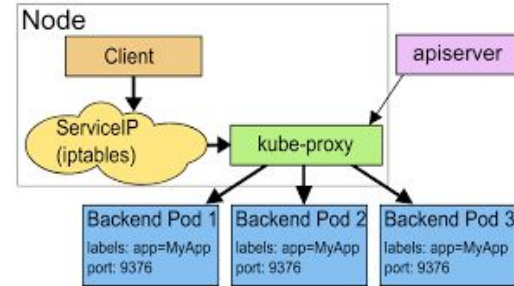 Node
Client
apiserver
ServiceIP
(iptables)
kube-proxy
Backend Pod 1
labels: app=MyApp
port: 9376
Backend Pod 2
labels: app=MyApp
port: 9376
Backend Pod 3
labels: app=MyApp
port: 9376